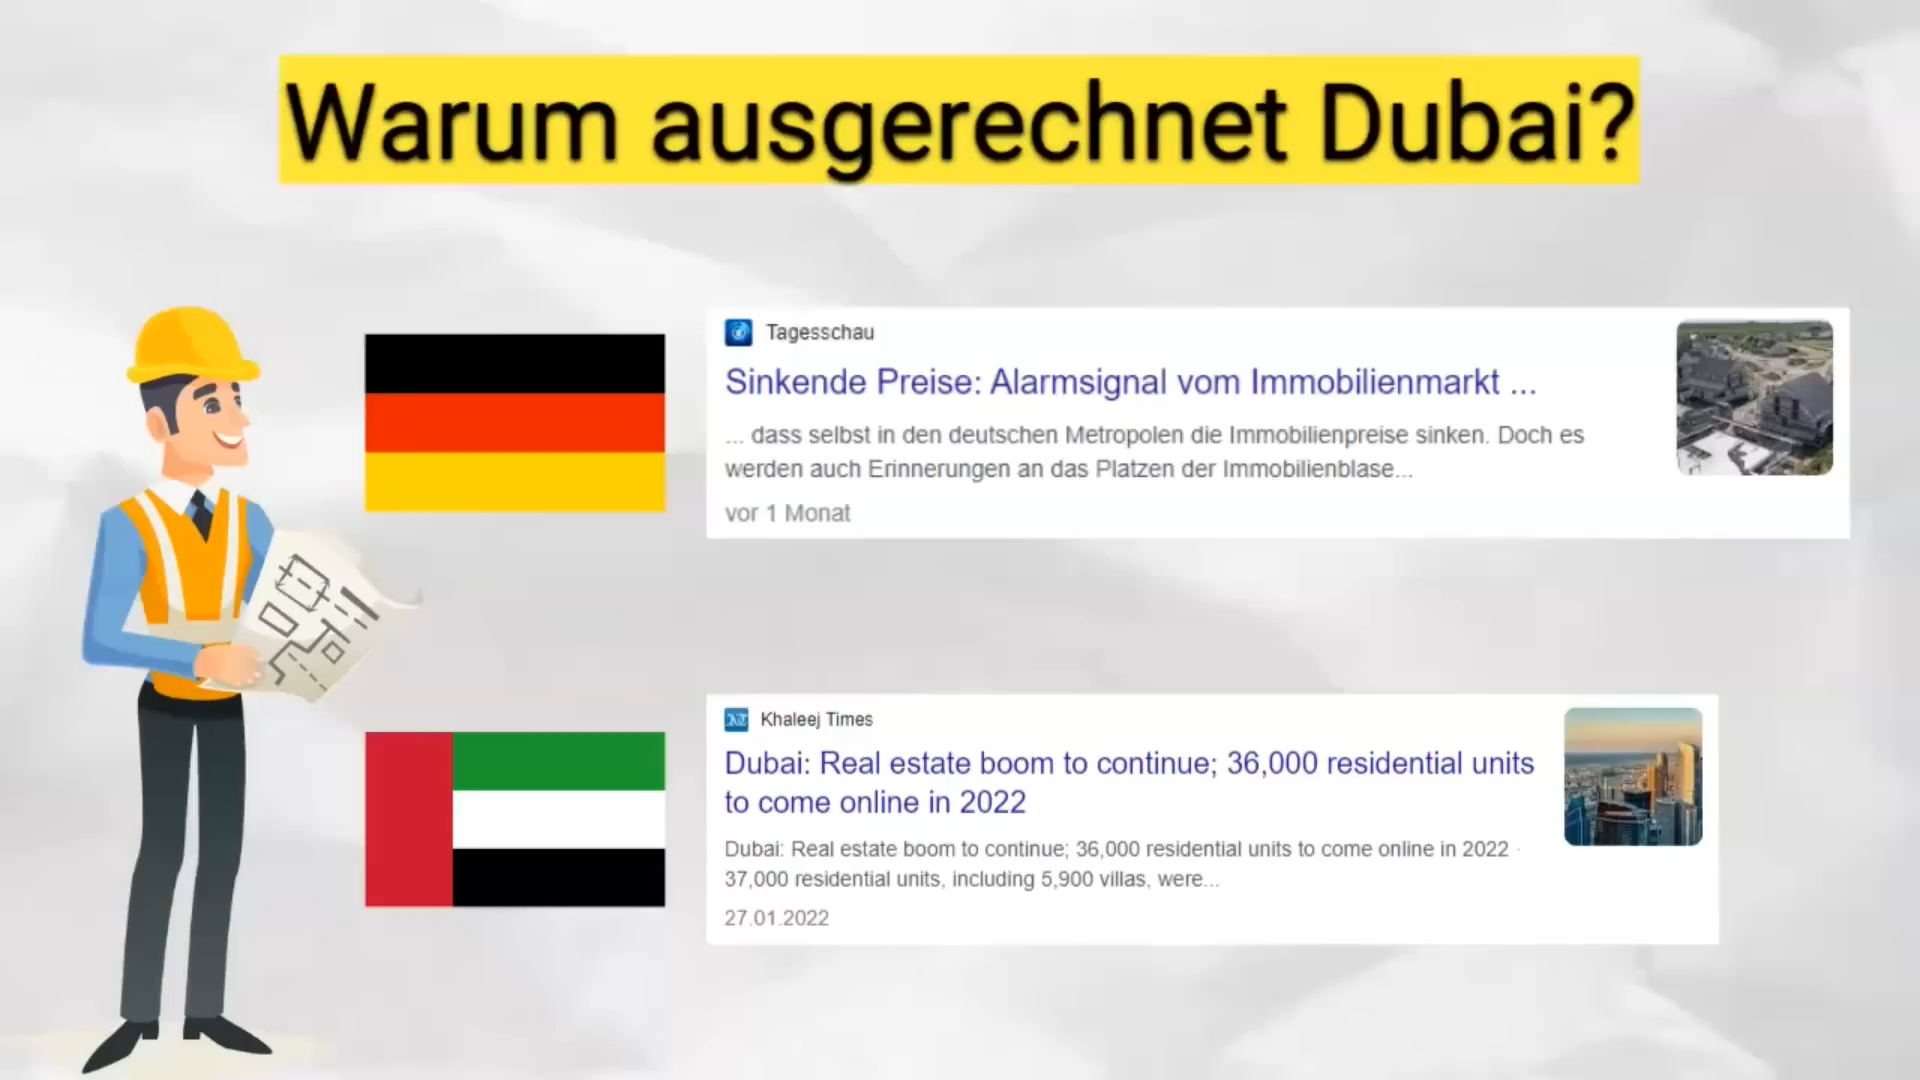 Warum ausgerechnet Dubai?
Tagesschau
Sinkende Preise: Alarmsignal vom Immobilienmarkt ...
... dass selbst in den deutschen Metropolen die Immobilienpreise sinken. Doch es
werden auch Erinnerungen an das Platzen der Immobilienblase...
vor 1 Monat
KT
Khaleej Times
Dubai: Real estate boom to continue; 36,000 residential units
to come online in 2022
Dubai: Real estate boom to continue; 36,000 residential units to come online in 2022 ·
37,000 residential units, including 5,900 villas, were...
27.01.2022